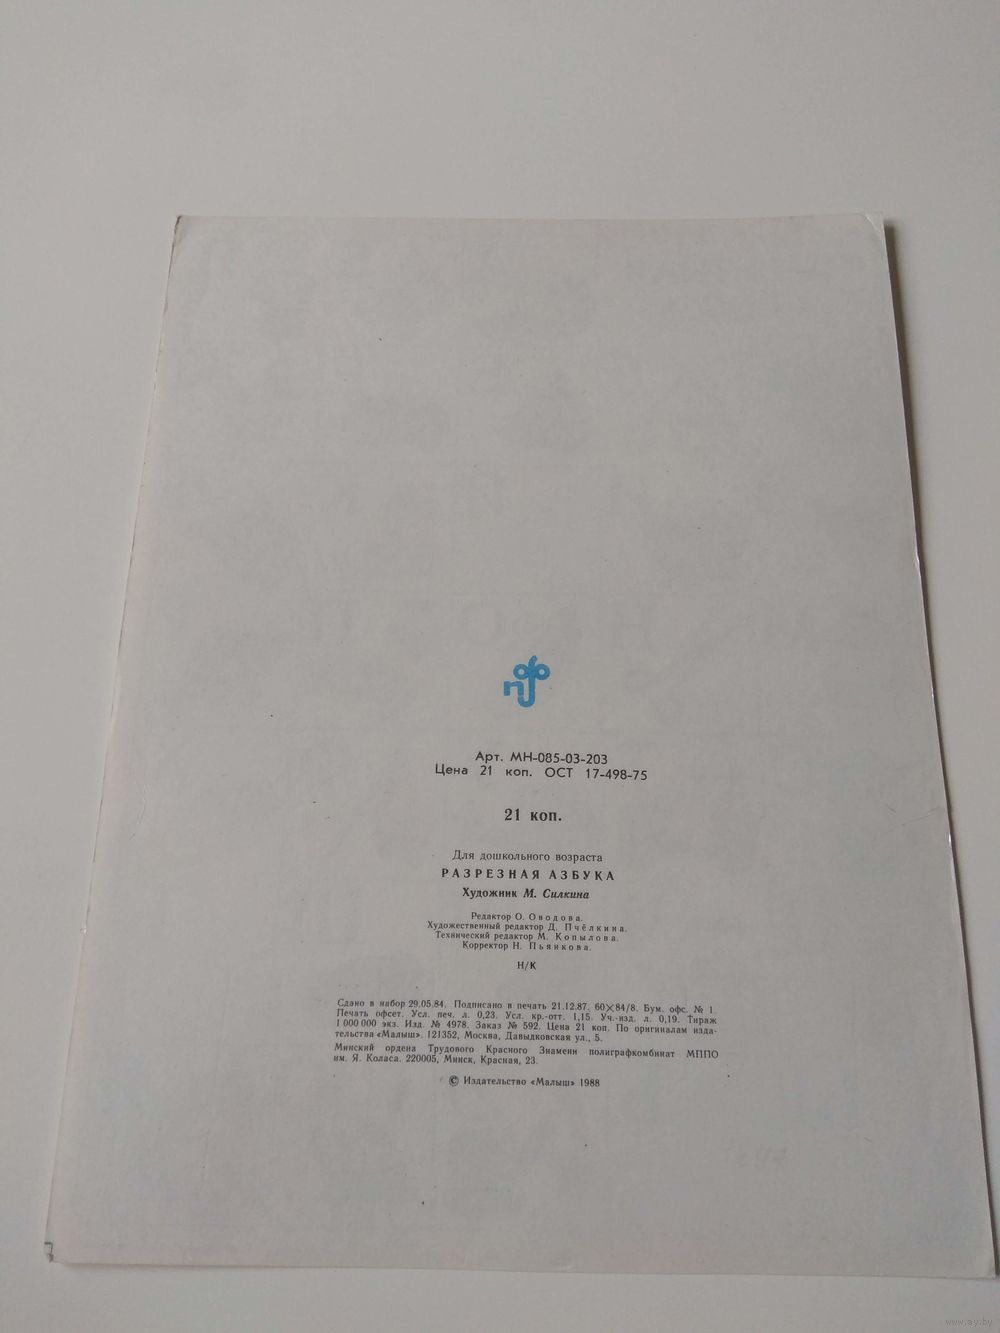 Арт. МН-085-03-203
Цена 21 коп. ОСТ 17-498-75
21 коп.
Для дошкольного возраста
РАЗРЕЗНАЯ АЗБУКА
Художник М. Силкина
Редактор О. Оводова.
Художественный редактор Д. Пчёлкина.
Технический редактор М. Копылова.
Корректор Н. Пьянкова.
Н/К
Сдано в набор 29.05.84. Подписано в печать 21.12.87. 60×84/8. Бум. офс. № 1.
Печать офсет. Усл. печ. л. 0,23. Усл. кр.-отт. 1,15. Уч.-изд. л. 0,19. Тираж
1 000 000 экз. Изд. № 4978. Заказ № 592. Цена 21 коп. По оригиналам изда-
тельства «Малыш». 121352, Москва, Давыдковская ул., 5.
Минский ордена Трудового Красного Знамени полиграфкомбинат МППО
им. Я. Коласа. 220005, Минск, Красная, 23.
© Издательство «Малыш» 1988
www.ay.by